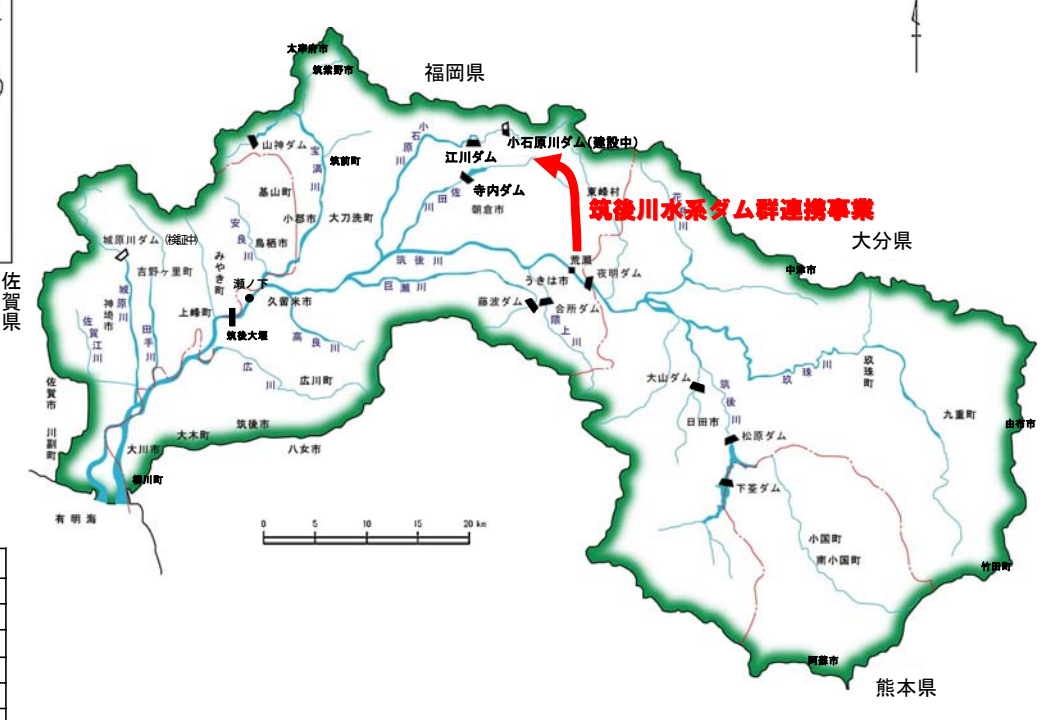 太宰府市
筑紫野市
福岡県
山神ダム
宝満川
筑前町
小石原川
江川ダム
小石原川ダム(建設中)
寺内ダム
佐田川
朝倉市
東峰村
花月川
筑後川水系ダム群連携事業
大分県
中津市
基山町
小郡市
大刀洗町
鳥栖市
安良川
城原川ダム(検証中)
吉野ヶ里町
みやき町
瀬ノ下
久留米市
筑後川
巨瀬川
荒瀬
夜明ダム
うきは市
藤波ダム
合所ダム
隈上川
佐賀県
城原川
神埼市
田手川
上峰町
佐賀江川
筑後大堰
高良川
広川
広川町
佐賀市
川副町
大川市
大木町
筑後市
八女市
柳川町
有明海
0 5 10 15 20 km
大山ダム
筑後川
玖珠川
玖珠町
九重町
由布市
日田市
松原ダム
下筌ダム
小国町
南小国町
竹田町
阿蘇市
熊本県